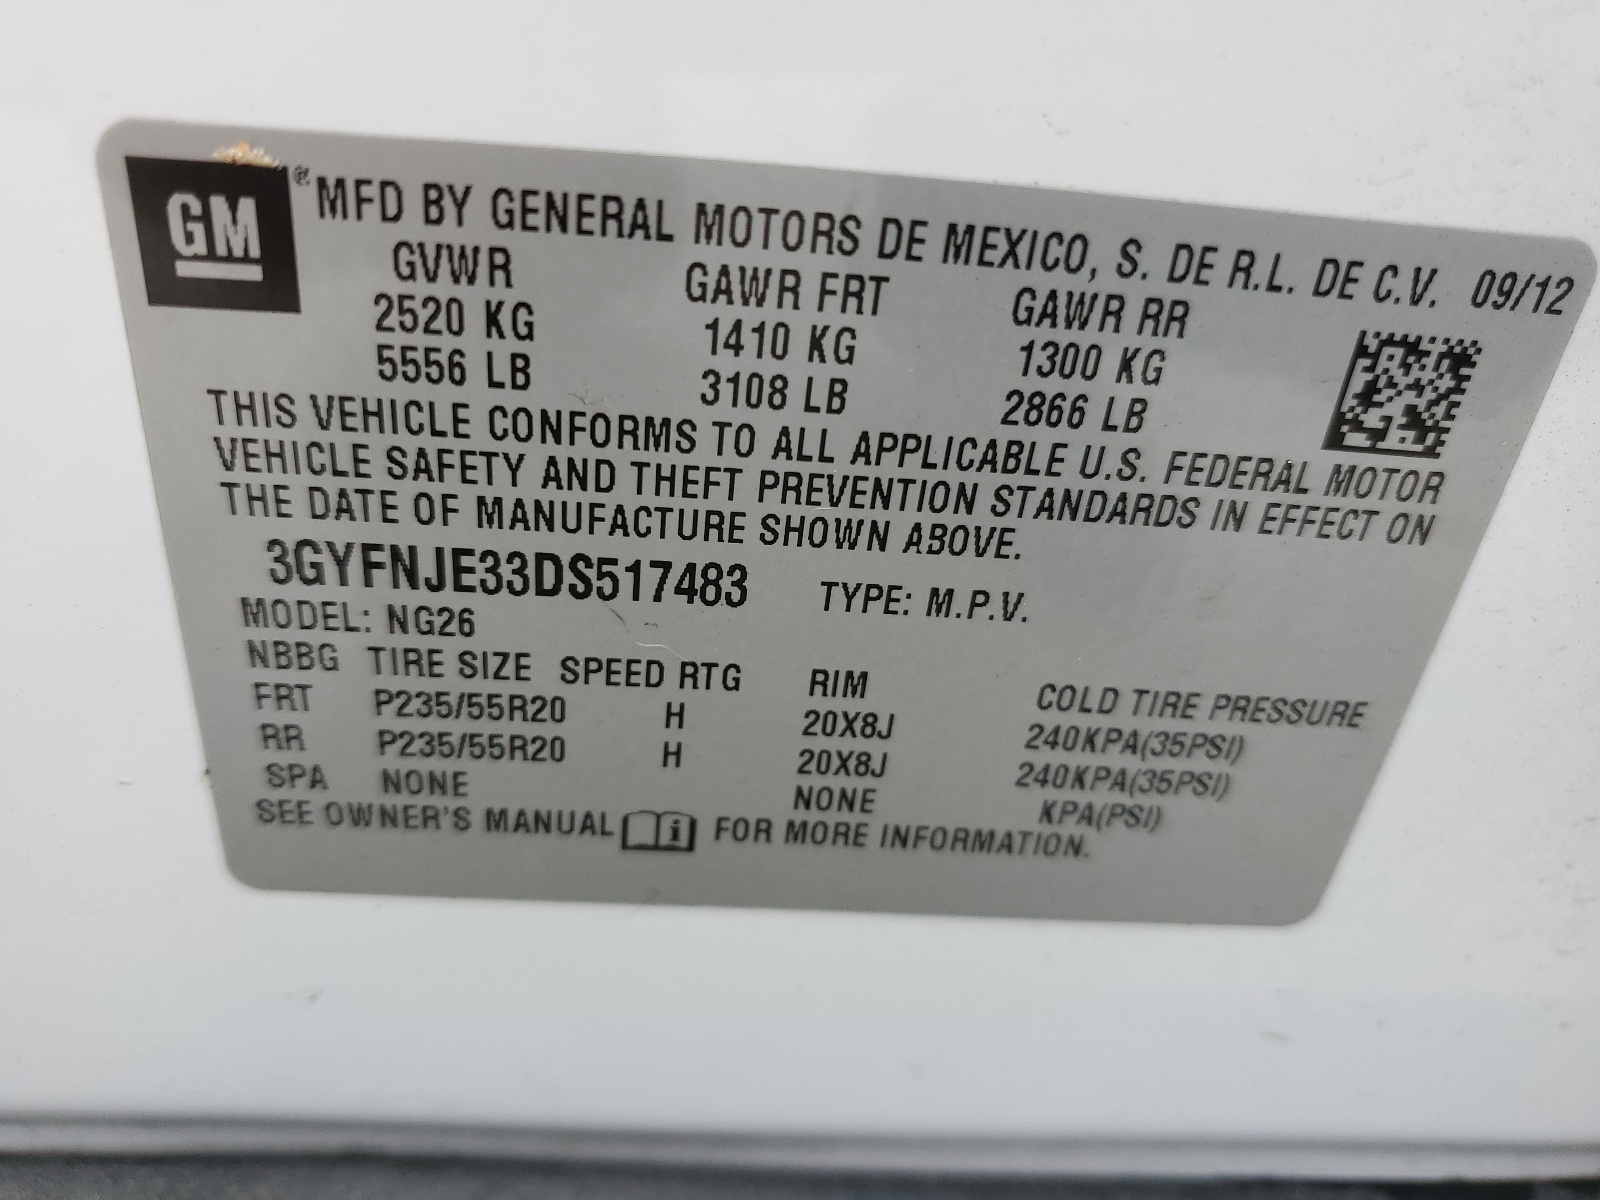 GM
® MFD BY GENERAL MOTORS DE MEXICO, S. DE R.L. DE C.V. 09/12
GVWR GAWR FRT GAWR RR
2520 KG 1410 KG 1300 KG
5556 LB 3108 LB 2866 LB
THIS VEHICLE CONFORMS TO ALL APPLICABLE U.S. FEDERAL MOTOR
VEHICLE SAFETY AND THEFT PREVENTION STANDARDS IN EFFECT ON
THE DATE OF MANUFACTURE SHOWN ABOVE.
3GYFNJE33DS517483 TYPE: M.P.V.
MODEL: NG26
NBBG TIRE SIZE SPEED RTG RIM COLD TIRE PRESSURE
FRT P235/55R20 H 20X8J 240KPA(35PSI)
RR P235/55R20 H 20X8J 240KPA(35PSI)
SPA NONE NONE KPA(PSI)
SEE OWNER'S MANUAL i FOR MORE INFORMATION.